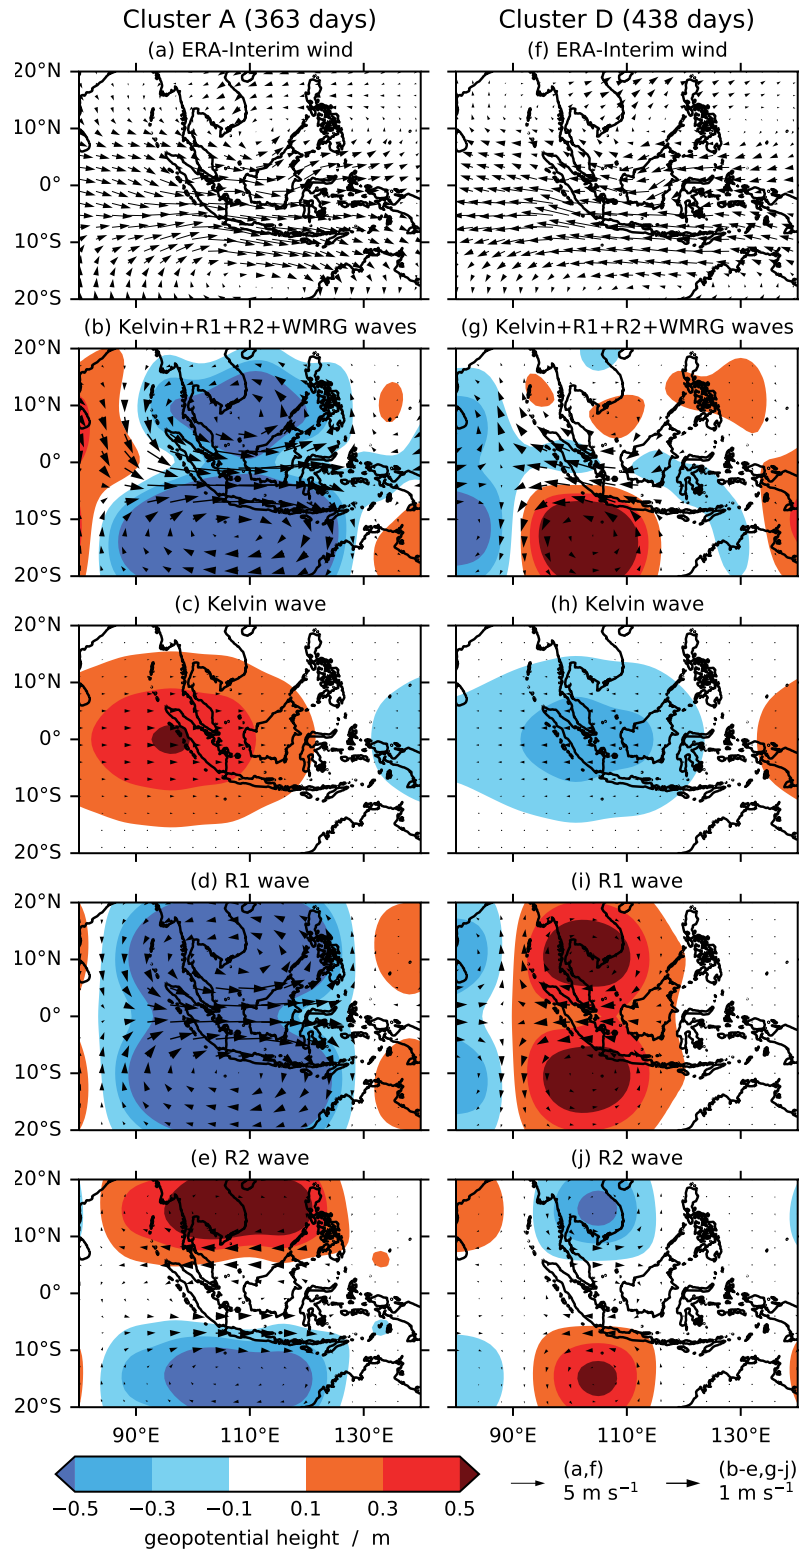 Cluster A (363 days)
Cluster D (438 days)
(a) ERA-Interim wind
(f) ERA-Interim wind
20°N
10°N
0°
10°S
20°S
(b) Kelvin+R1+R2+WMRG waves
(g) Kelvin+R1+R2+WMRG waves
20°N
10°N
0°
10°S
20°S
(c) Kelvin wave
(h) Kelvin wave
20°N
10°N
0°
10°S
20°S
(d) R1 wave
(i) R1 wave
20°N
10°N
0°
10°S
20°S
(e) R2 wave
(j) R2 wave
20°N
10°N
0°
10°S
20°S
90°E 110°E 130°E
90°E 110°E 130°E
−0.5 −0.3 −0.1 0.1 0.3 0.5
geopotential height / m
(a,f)
5 m s⁻¹
(b-e,g-j)
1 m s⁻¹